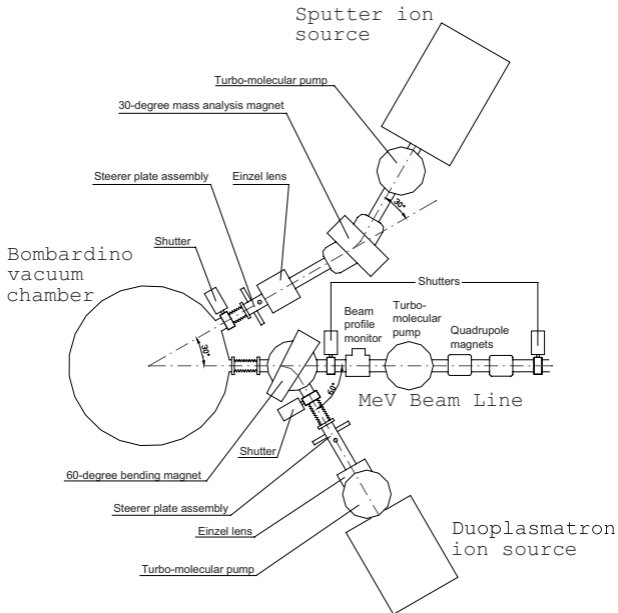 Sputter ion
source
Turbo-molecular pump
30-degree mass analysis magnet
Steerer plate assembly
Einzel lens
30°
Bombardino
vacuum
chamber
Shutter
Shutters
30°
Beam
profile
monitor
Turbo-
molecular
pump
Quadrupole
magnets
60°
MeV Beam Line
Shutter
60-degree bending magnet
Steerer plate assembly
Einzel lens
Turbo-molecular pump
Duoplasmatron
ion source